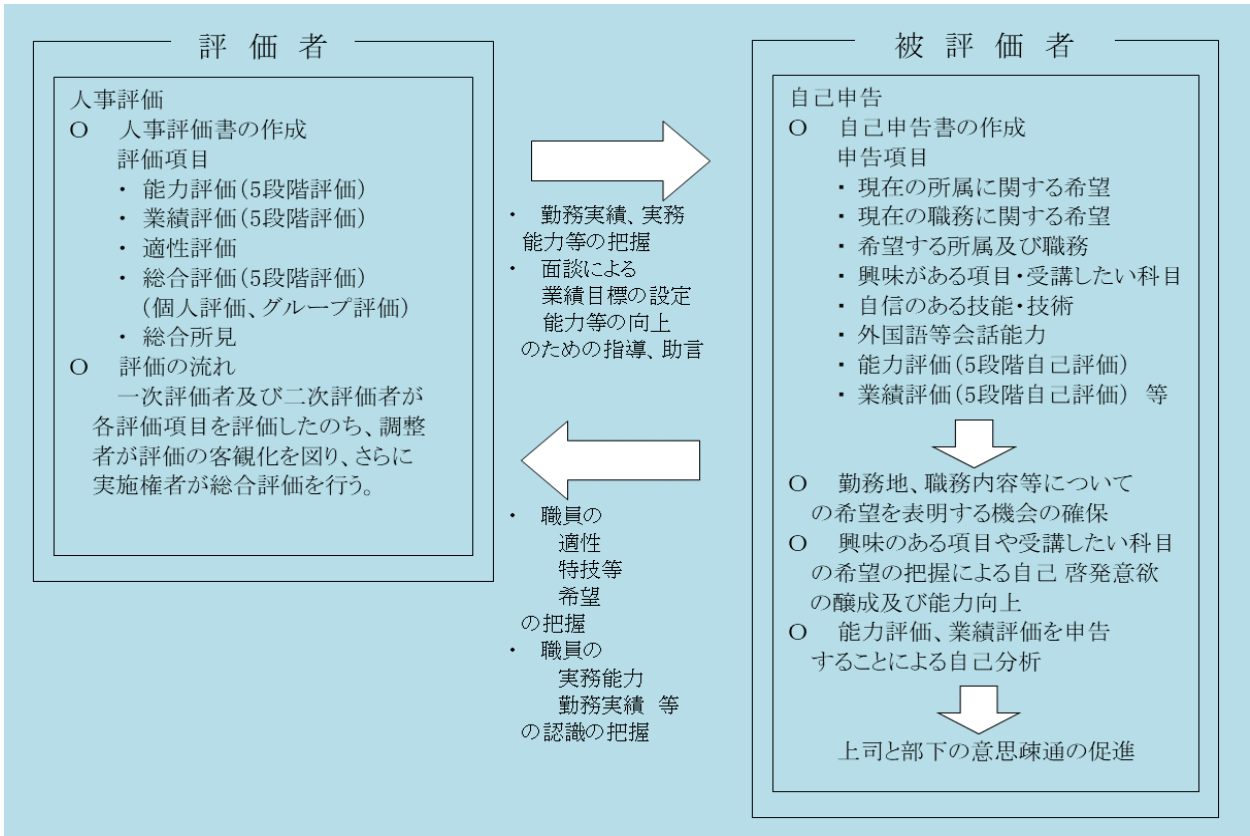 評価者
人事評価
○ 人事評価書の作成
評価項目
・ 能力評価(5段階評価)
・ 業績評価(5段階評価)
・ 適性評価
・ 総合評価(5段階評価)
(個人評価、グループ評価)
・ 総合所見
○ 評価の流れ
一次評価者及び二次評価者が
各評価項目を評価したのち、調整
者が評価の客観化を図り、さらに
実施権者が総合評価を行う。
・ 勤務実績、実務
能力等の把握
・ 面談による
業績目標の設定
能力等の向上
のための指導、助言
・ 職員の
適性
特技等
希望
の把握
・ 職員の
実務能力
勤務実績 等
の認識の把握
被評価者
自己申告
○ 自己申告書の作成
申告項目
・ 現在の所属に関する希望
・ 現在の職務に関する希望
・ 希望する所属及び職務
・ 興味がある項目・受講したい科目
・ 自信のある技能・技術
・ 外国語等会話能力
・ 能力評価(5段階自己評価)
・ 業績評価(5段階自己評価) 等
○ 勤務地、職務内容等について
の希望を表明する機会の確保
○ 興味のある項目や受講したい科目
の希望の把握による自己 啓発意欲
の醸成及び能力向上
○ 能力評価、業績評価を申告
することによる自己分析
上司と部下の意思疎通の促進